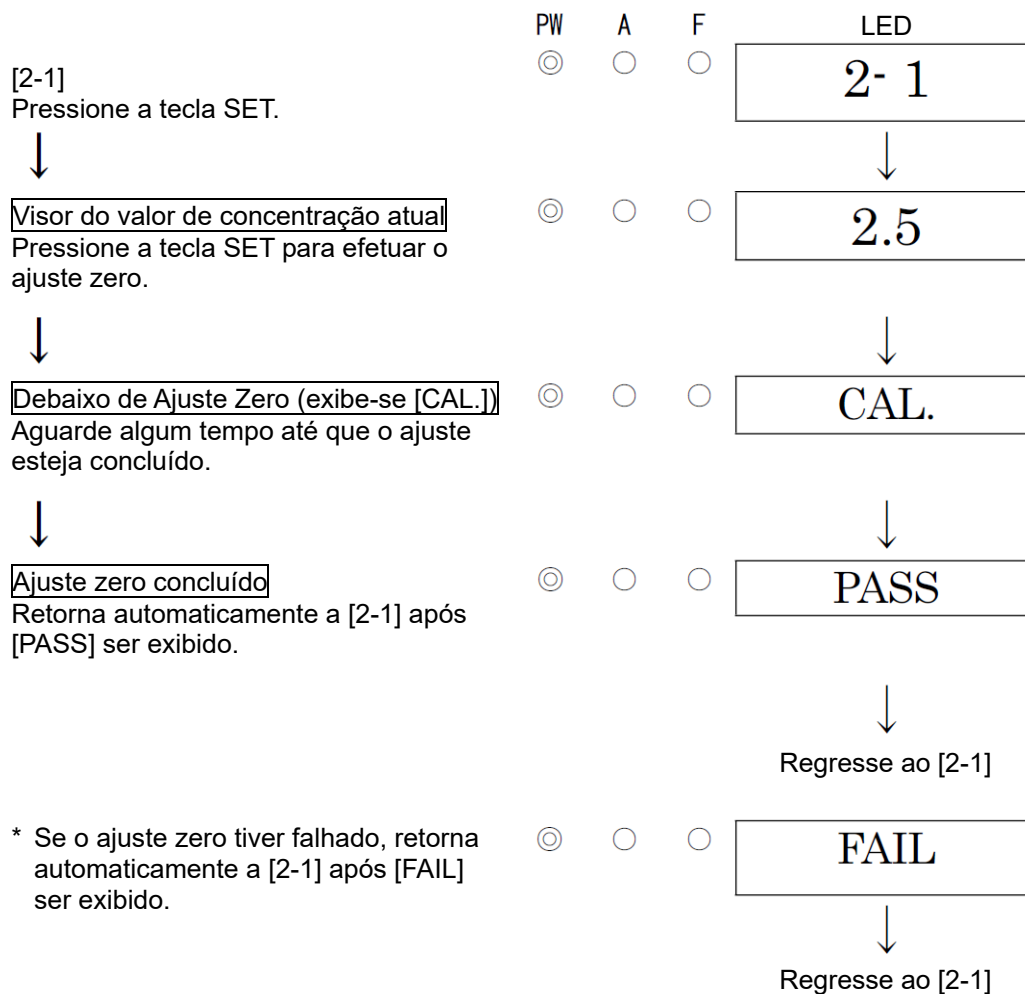 PW A F LED
[2-1]
Pressione a tecla SET.
2- 1
Visor do valor de concentração atual
Pressione a tecla SET para efetuar o
ajuste zero.
2.5
Debaixo de Ajuste Zero (exibe-se [CAL.])
Aguarde algum tempo até que o ajuste
esteja concluído.
CAL.
Ajuste zero concluído
Retorna automaticamente a [2-1] após
[PASS] ser exibido.
PASS
Regresse ao [2-1]
* Se o ajuste zero tiver falhado, retorna
automaticamente a [2-1] após [FAIL]
ser exibido.
FAIL
Regresse ao [2-1]